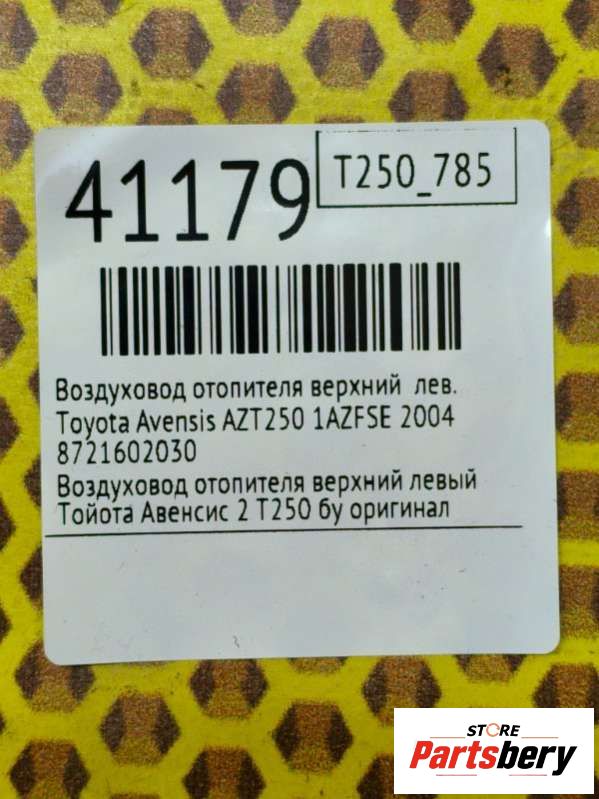 41179
T250_785
Воздуховод отопителя верхний лев.
Toyota Avensis AZT250 1AZFSE 2004
8721602030
Воздуховод отопителя верхний левый
Тойота Авенсис 2 Т250 бу оригинал
STORE
Partsbery